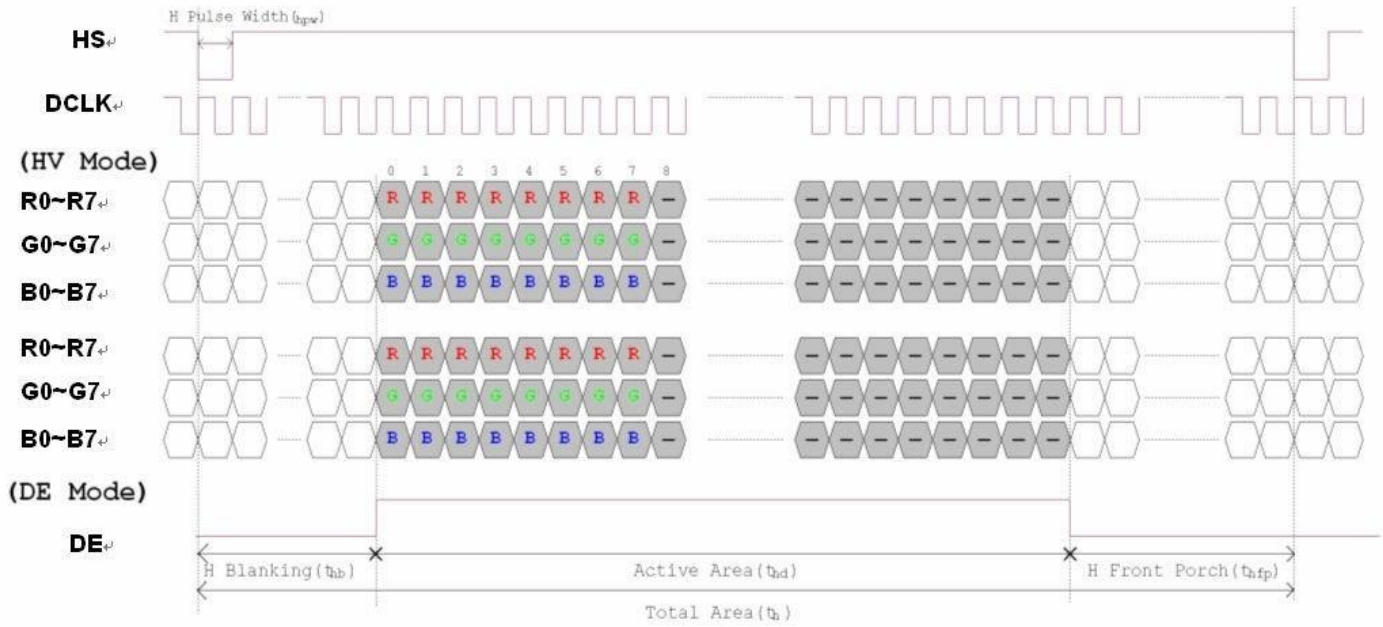 H Pulse Width(thpw)
HS
DCLK
(HV Mode)
0 1 2 3 4 5 6 7 8
R0~R7 R R R R R R R R - - - - - - - - -
G0~G7 G G G G G G G G - - - - - - - - -
B0~B7 B B B B B B B B - - - - - - - - -
R0~R7 R R R R R R R R - - - - - - - - -
G0~G7 G G G G G G G G - - - - - - - - -
B0~B7 B B B B B B B B - - - - - - - - -
(DE Mode)
DE
H Blanking(thb) Active Area(thd) H Front Porch(thfp)
Total Area(th)